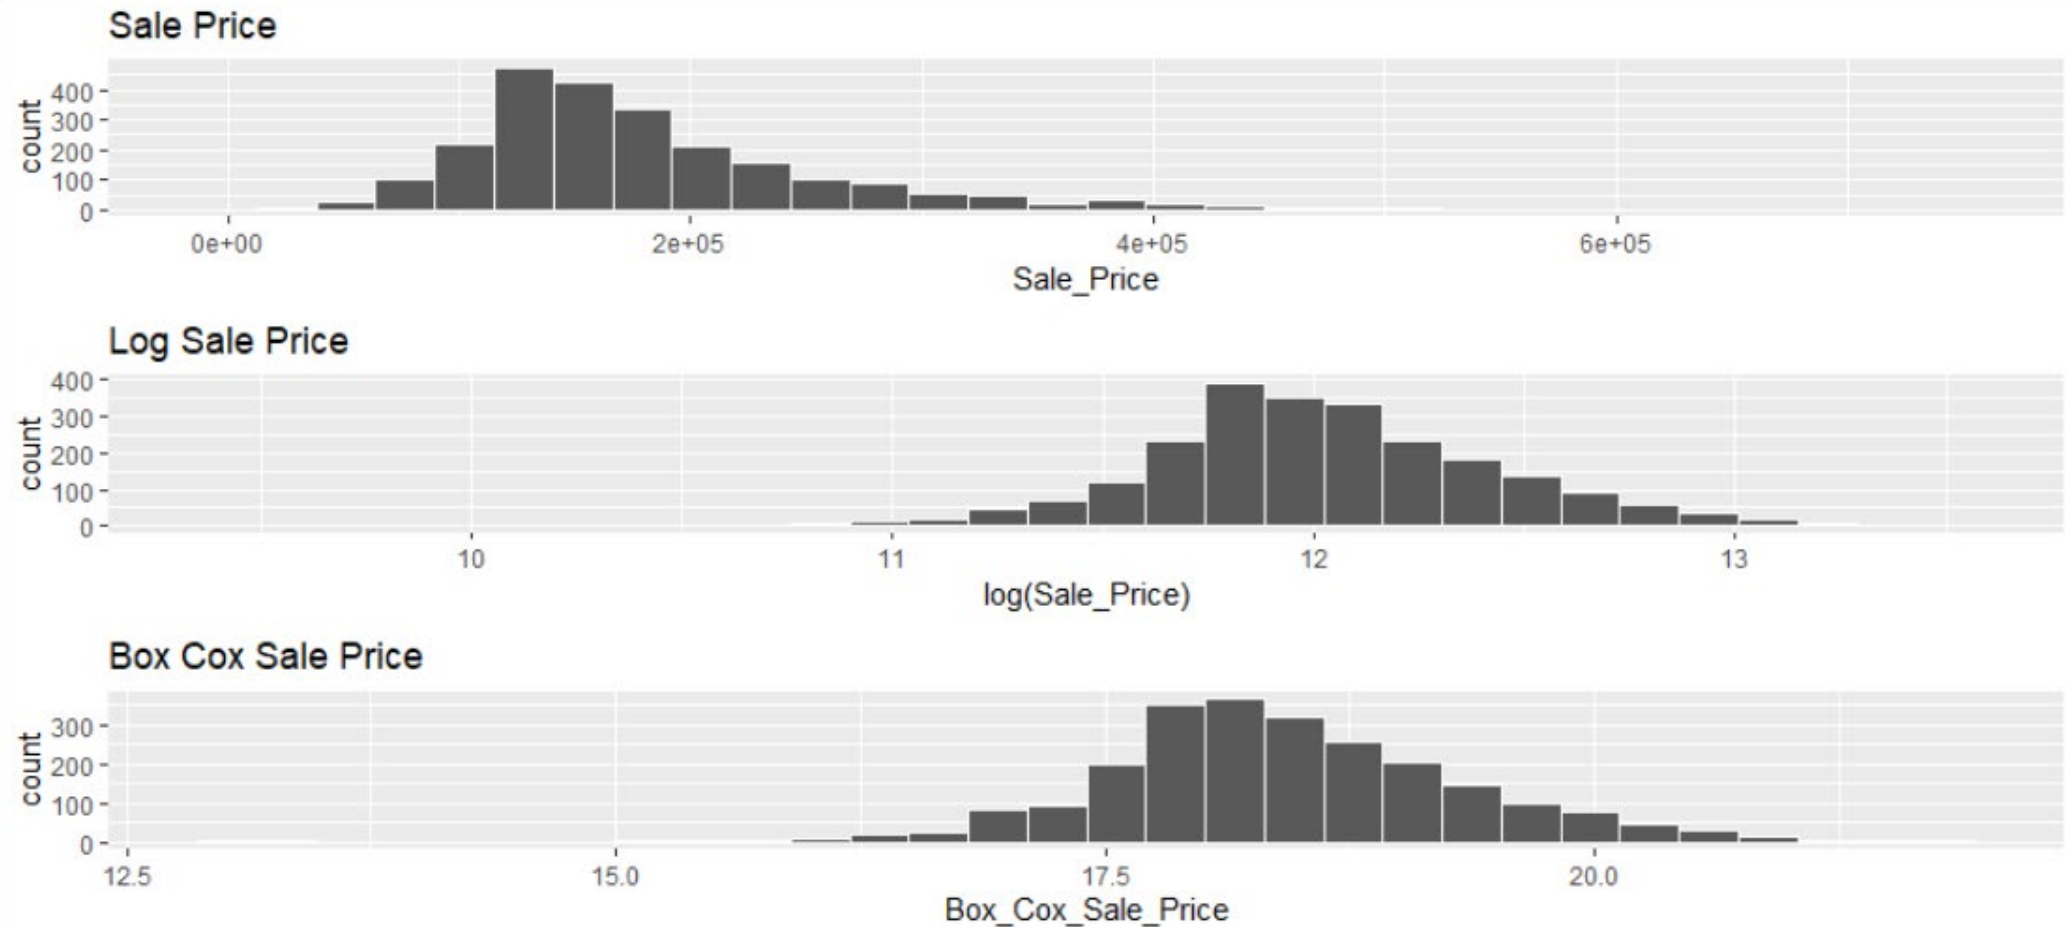 Sale Price
count
400
300
200
100
0
0e+00 2e+05 4e+05 6e+05
Sale_Price
Log Sale Price
count
400
300
200
100
0
10 11 12 13
log(Sale_Price)
Box Cox Sale Price
count
300
200
100
0
12.5 15.0 17.5 20.0
Box_Cox_Sale_Price